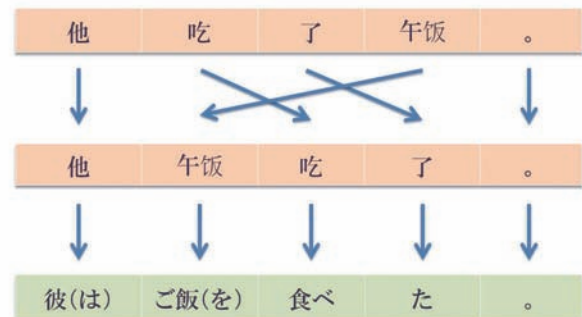 他 吃 了 午饭 。
他 午饭 吃 了 。
彼(は) ご飯(を) 食べ た 。